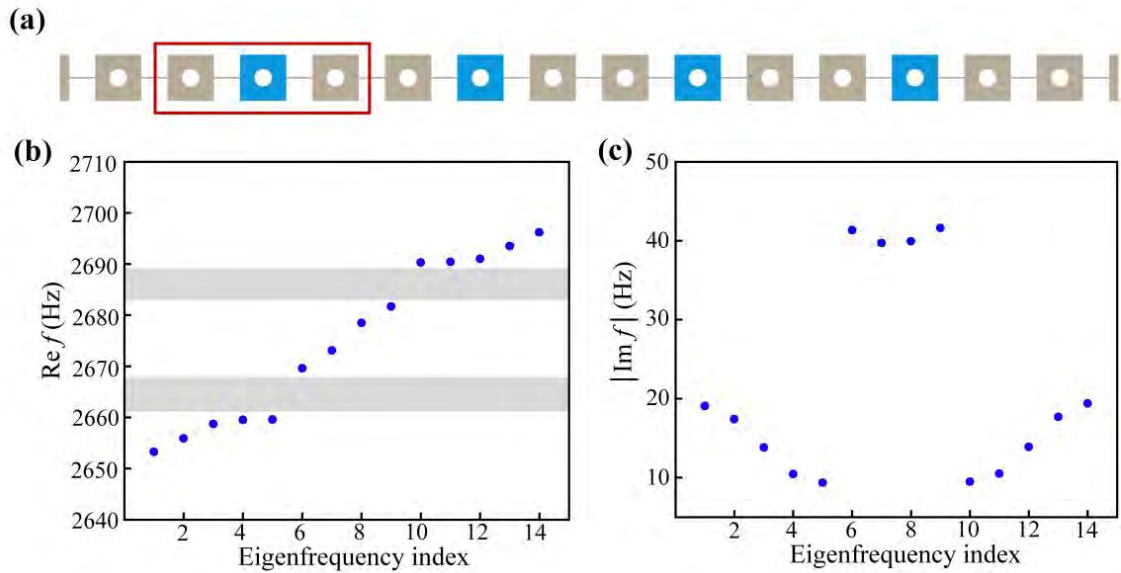 (a)
(b)
2710
2700
2690
2680
2670
2660
2650
2640
Re f (Hz)
2 4 6 8 10 12 14
Eigenfrequency index
(c)
50
40
30
20
10
|Im f| (Hz)
2 4 6 8 10 12 14
Eigenfrequency index